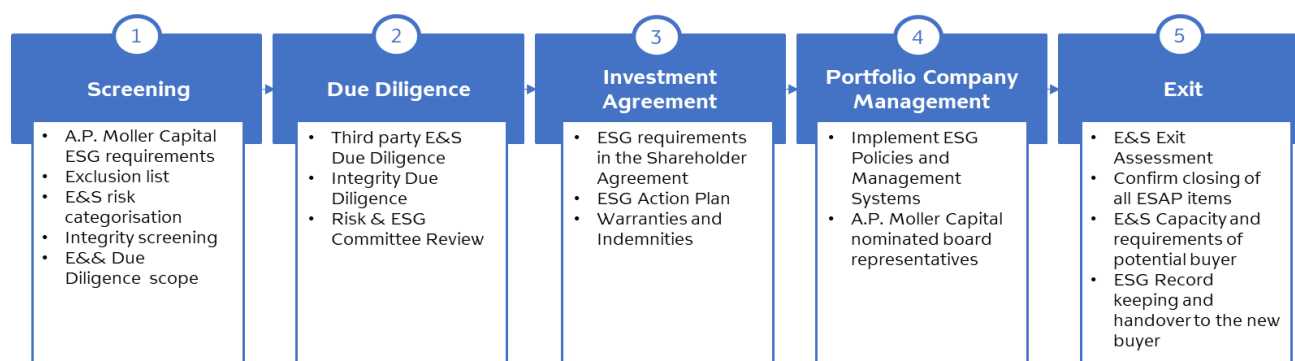 1
Screening
• A.P. Moller Capital
ESG requirements
• Exclusion list
• E&S risk
categorisation
• Integrity screening
• E&& Due
Diligence scope
2
Due Diligence
• Third party E&S
Due Diligence
• Integrity Due
Diligence
• Risk & ESG
Committee Review
3
Investment
Agreement
• ESG requirements
in the Shareholder
Agreement
• ESG Action Plan
• Warranties and
Indemnities
4
Portfolio Company
Management
• Implement ESG
Policies and
Management
Systems
• A.P. Moller Capital
nominated board
representatives
5
Exit
• E&S Exit
Assessment
• Confirm closing of
all ESAP items
• E&S Capacity and
requirements of
potential buyer
• ESG Record
keeping and
handover to the new
buyer